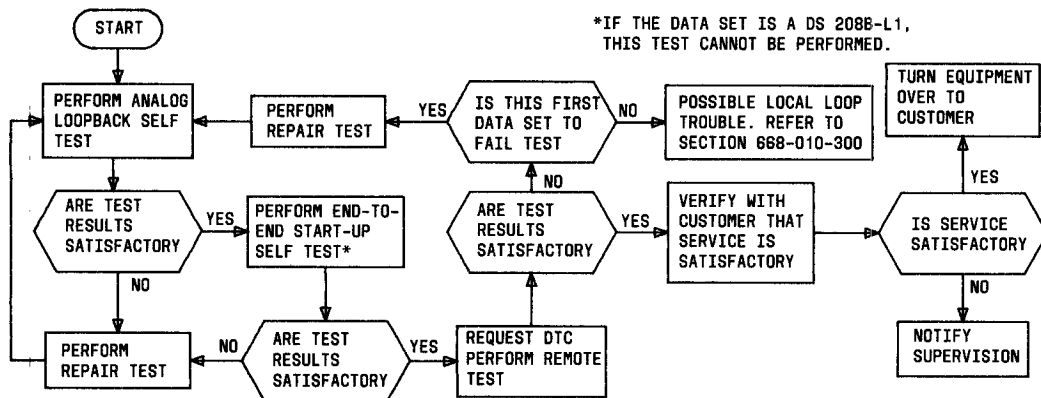 START
*IF THE DATA SET IS A DS 208B-L1,
THIS TEST CANNOT BE PERFORMED.
PERFORM ANALOG
LOOPBACK SELF
TEST
PERFORM
REPAIR TEST
YES
IS THIS FIRST
DATA SET TO
FAIL TEST
NO
POSSIBLE LOCAL LOOP
TROUBLE. REFER TO
SECTION 668-010-300
TURN EQUIPMENT
OVER TO
CUSTOMER
ARE TEST
RESULTS
SATISFACTORY
YES
PERFORM END-TO-
END START-UP
SELF TEST*
NO
ARE TEST
RESULTS
SATISFACTORY
YES
VERIFY WITH
CUSTOMER THAT
SERVICE IS
SATISFACTORY
YES
IS SERVICE
SATISFACTORY
NO
NO
PERFORM
REPAIR TEST
NO
ARE TEST
RESULTS
SATISFACTORY
YES
REQUEST DTC
PERFORM REMOTE
TEST
NOTIFY
SUPERVISION